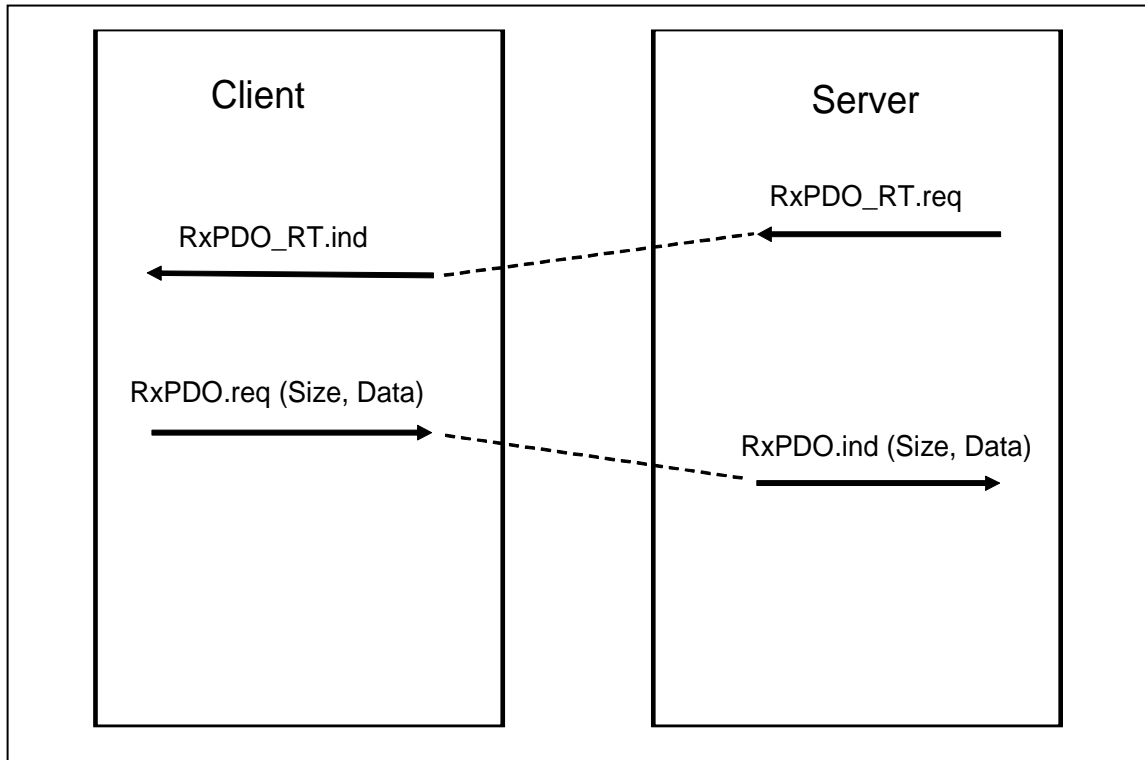 Client
Server
RxPDO_RT.req
RxPDO_RT.ind
RxPDO.req (Size, Data)
RxPDO.ind (Size, Data)